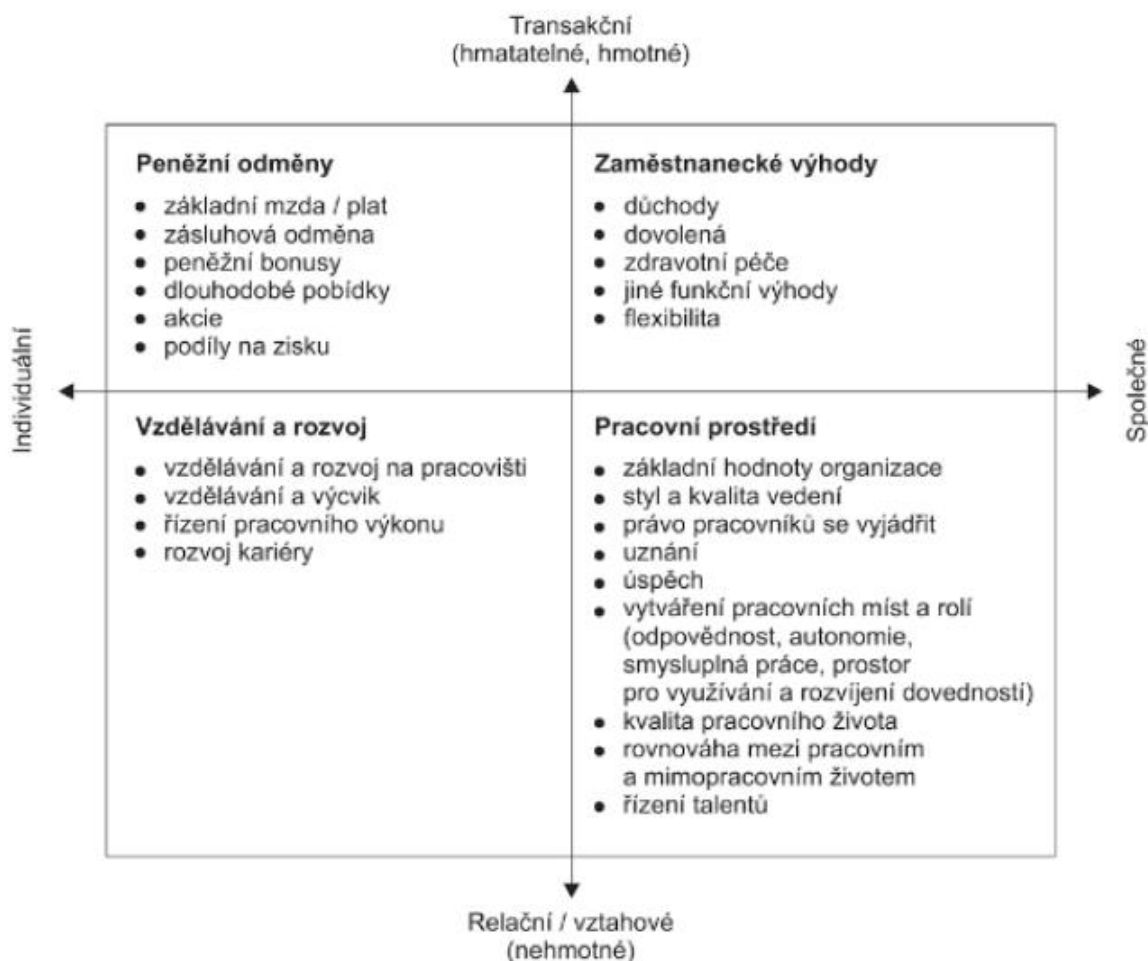 Transakční
(hmatatelné, hmotné)
Individuální
Společné
Peněžní odměny
• základní mzda / plat
• zásluhová odměna
• peněžní bonusy
• dlouhodobé pobídky
• akcie
• podíly na zisku
Zaměstnanecké výhody
• důchody
• dovolená
• zdravotní péče
• jiné funkční výhody
• flexibilita
Vzdělávání a rozvoj
• vzdělávání a rozvoj na pracovišti
• vzdělávání a výcvik
• řízení pracovního výkonu
• rozvoj kariéry
Pracovní prostředí
• základní hodnoty organizace
• styl a kvalita vedení
• právo pracovníků se vyjádřit
• uznání
• úspěch
• vytváření pracovních míst a rolí
(odpovědnost, autonomie,
smysluplná práce, prostor
pro využívání a rozvíjení dovedností)
• kvalita pracovního života
• rovnováha mezi pracovním
a mimopracovním životem
• řízení talentů
Relační / vztahové
(nehmotné)